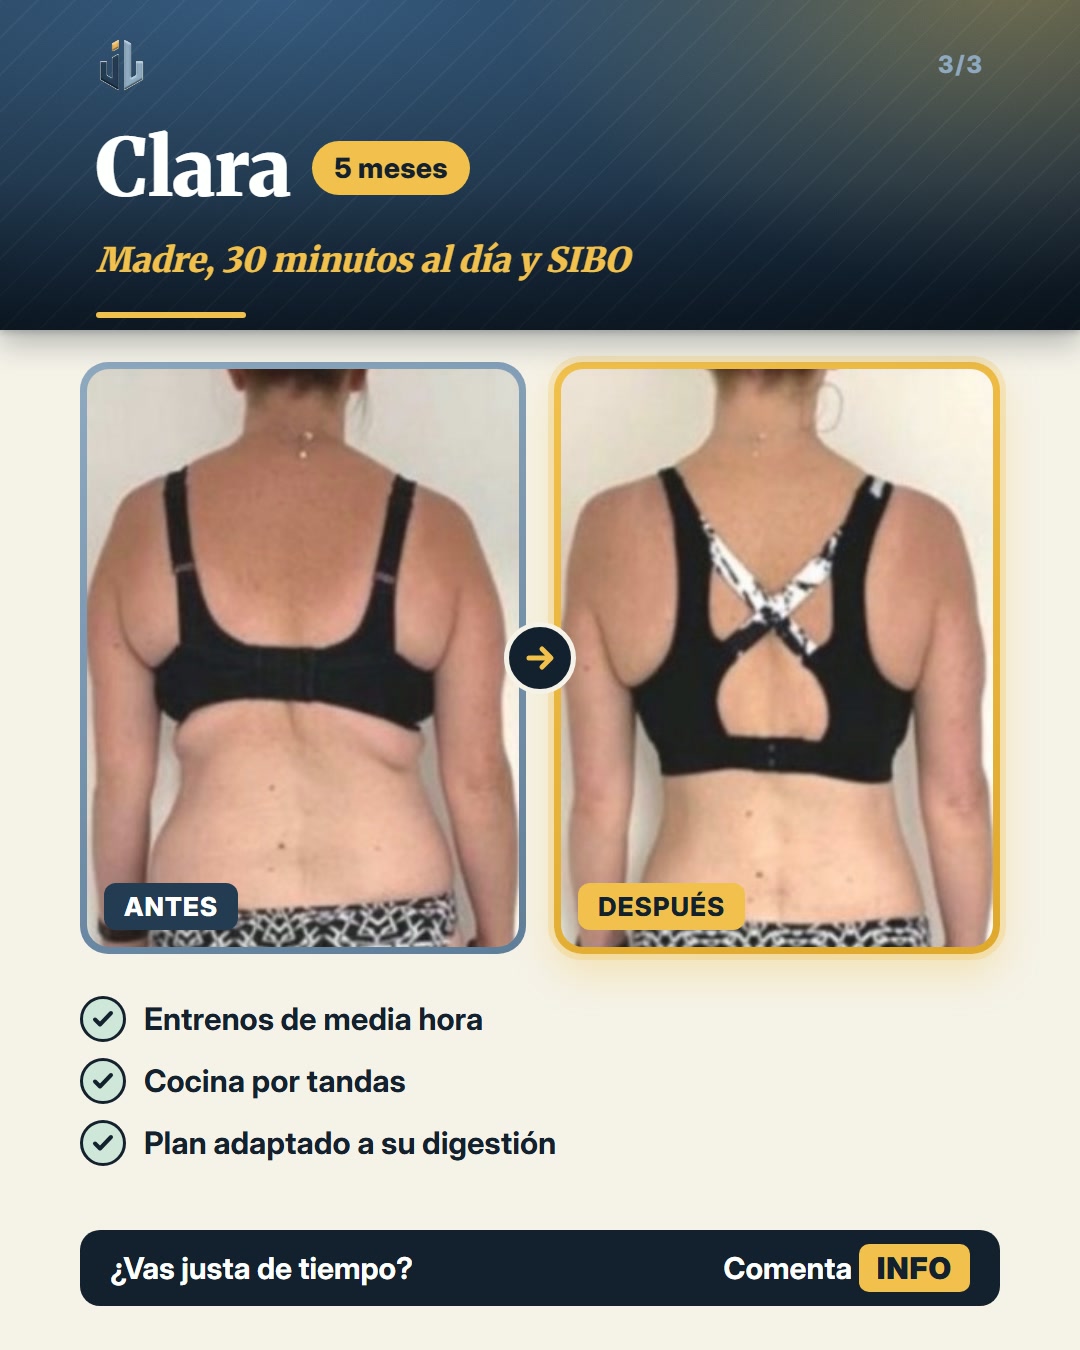 3/3
Clara
5 meses
Madre, 30 minutos al día y SIBO
ANTES
DESPUÉS
Entrenos de media hora
Cocina por tandas
Plan adaptado a su digestión
¿Vas justa de tiempo?
Comenta INFO